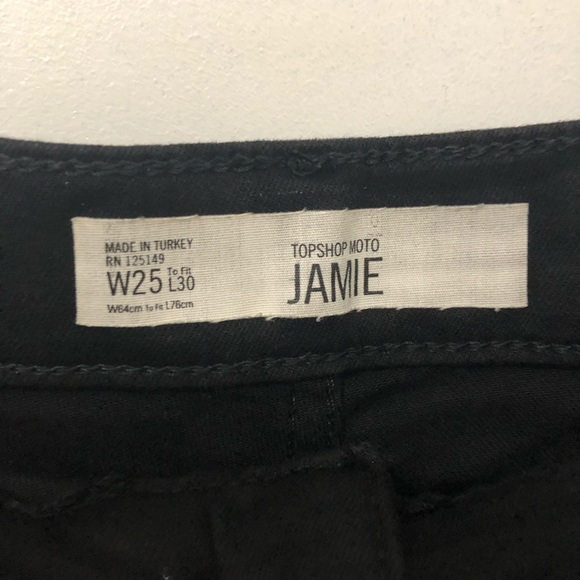 MADE IN TURKEY
RN 125149
W25 To Fit L30
W64cm To Fit L76cm
TOPSHOP MOTO
JAMIE